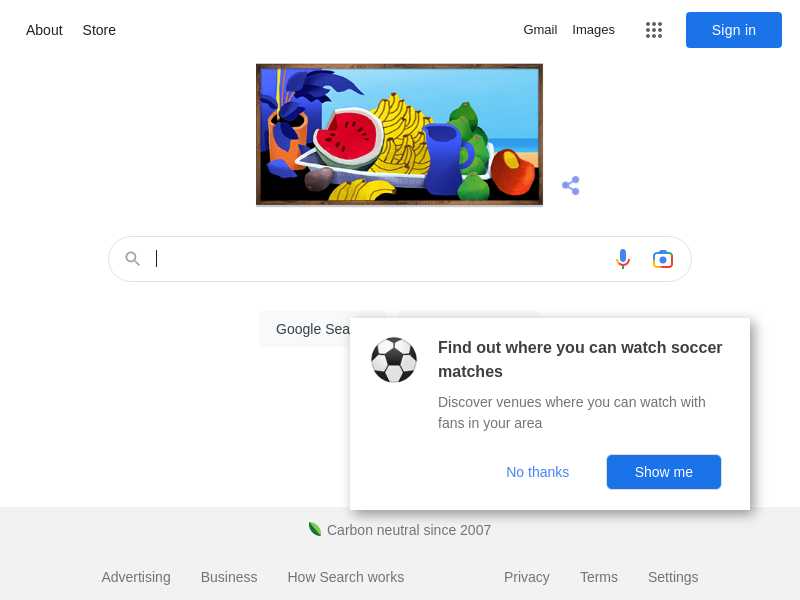 About Store
Gmail Images
Sign in
Google
Find out where you can watch soccer
matches
Discover venues where you can watch with
fans in your area
No thanks
Show me
Carbon neutral since 2007
Advertising Business How Search works
Privacy Terms Settings